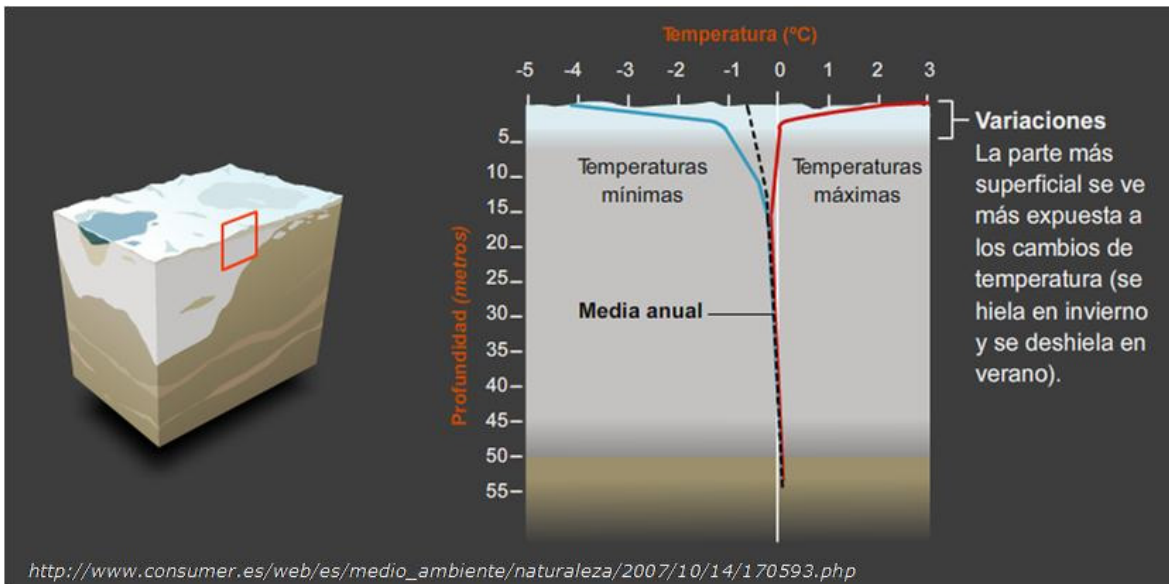 Temperatura (ºC)
-5 -4 -3 -2 -1 0 1 2 3
Profundidad (metros)
5
10
15
20
25
30
35
40
45
50
55
Temperaturas
mínimas
Temperaturas
máximas
Media anual
Variaciones
La parte más
superficial se ve
más expuesta a
los cambios de
temperatura (se
hiela en invierno
y se deshiela en
verano).
http://www.consumer.es/web/es/medio_ambiente/naturaleza/2007/10/14/170593.php